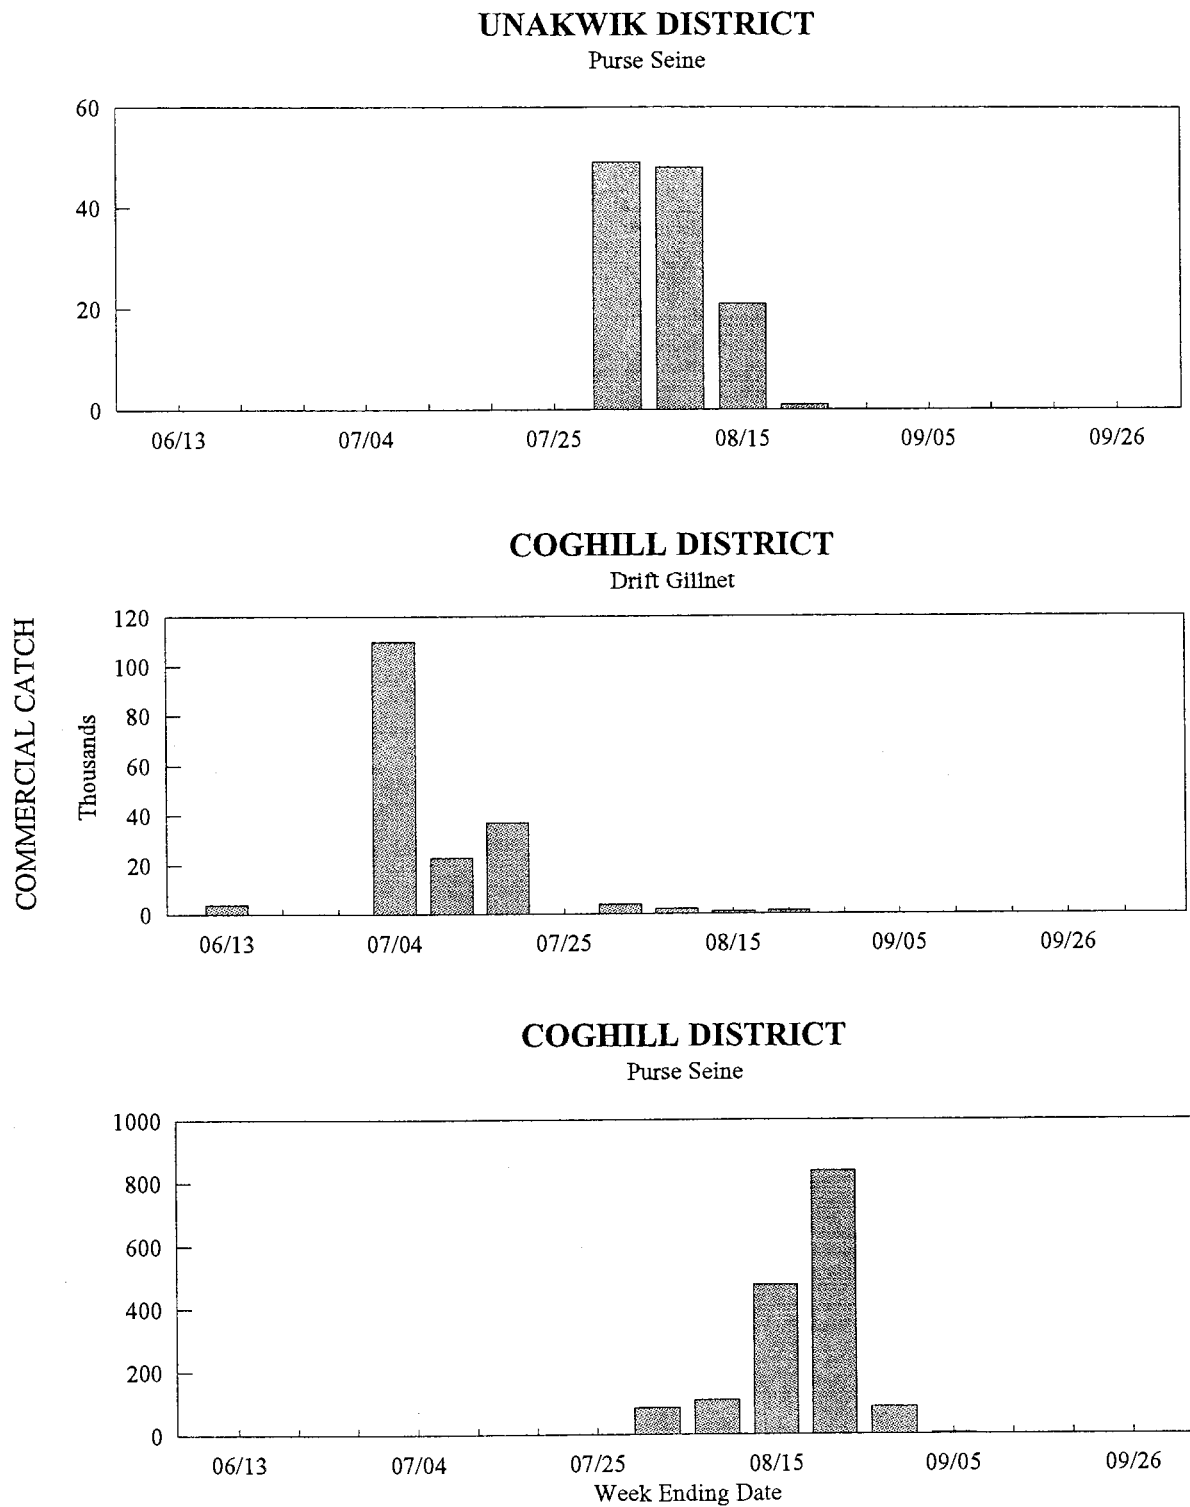 UNAKWIK DISTRICT
Purse Seine
60
40
20
0
06/13 07/04 07/25 08/15 09/05 09/26
COGHILL DISTRICT
Drift Gillnet
COMMERCIAL CATCH
Thousands
120
100
80
60
40
20
0
06/13 07/04 07/25 08/15 09/05 09/26
COGHILL DISTRICT
Purse Seine
1000
800
600
400
200
0
06/13 07/04 07/25 08/15 09/05 09/26
Week Ending Date